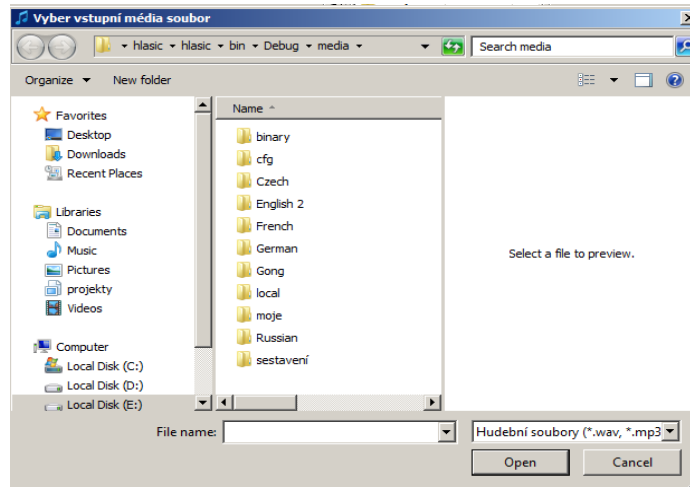 Vyber vstupní média soubor
hlasic hlasic bin Debug media
Search media
Organize New folder
Favorites
Desktop
Downloads
Recent Places
Libraries
Documents
Music
Pictures
projekty
Videos
Computer
Local Disk (C:)
Local Disk (D:)
Local Disk (E:)
Name
binary
cfg
Czech
English 2
French
German
Gong
local
moje
Russian
sestavení
Select a file to preview.
File name:
Hudební soubory (*.wav, *.mp3
Open Cancel